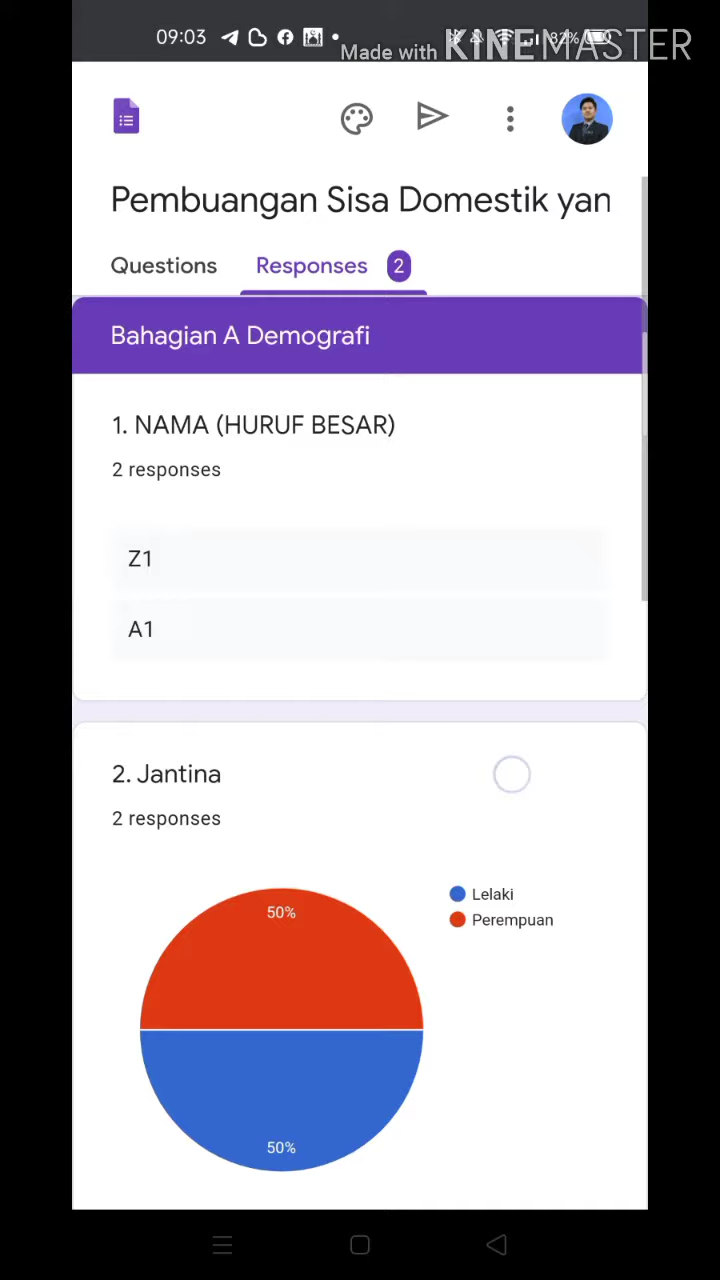 09:03
82%
Made with KINEMASTER
Pembuangan Sisa Domestik yan
Questions
Responses
2
Bahagian A Demografi
1. NAMA (HURUF BESAR)
2 responses
Z1
A1
2. Jantina
2 responses
50%
50%
Lelaki
Perempuan